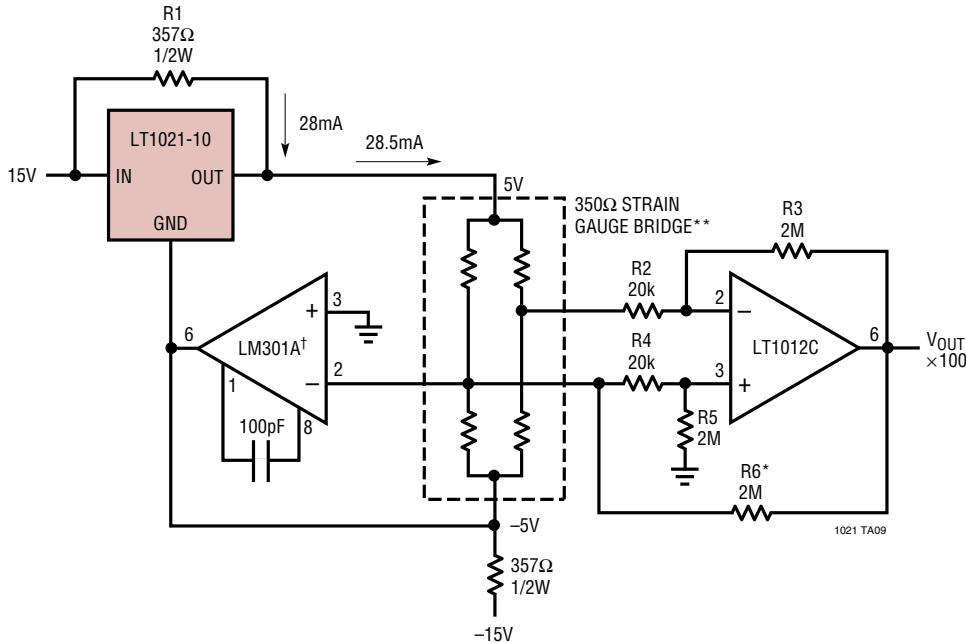 R1
357Ω
1/2W
LT1021-10
28mA
28.5mA
15V
IN
OUT
GND
5V
350Ω STRAIN
GAUGE BRIDGE**
R3
2M
R2
20k
3
+
6
LM301A†
2
–
1
8
100pF
2
–
LT1012C
6
VOUT
×100
R4
20k
3
+
R5
2M
R6*
2M
1021 TA09
–5V
357Ω
1/2W
–15V